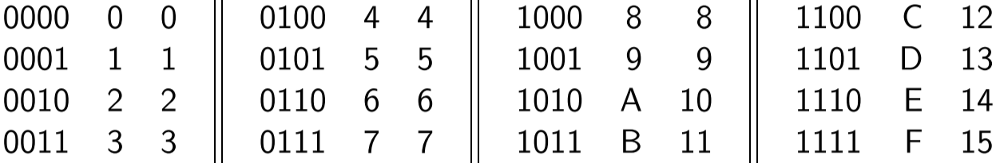 0000 0 0 0100 4 4 1000 8 8 1100 C 12
0001 1 1 0101 5 5 1001 9 9 1101 D 13
0010 2 2 0110 6 6 1010 A 10 1110 E 14
0011 3 3 0111 7 7 1011 B 11 1111 F 15